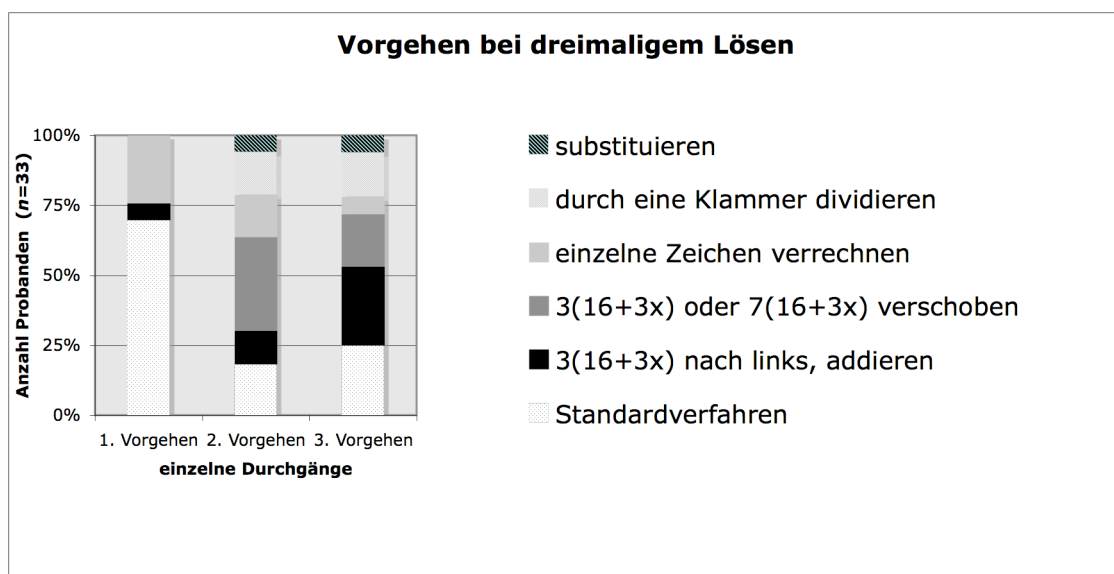 Vorgehen bei dreimaligem Lösen
Anzahl Probanden (n=33)
100%
75%
50%
25%
0%
1. Vorgehen 2. Vorgehen 3. Vorgehen
einzelne Durchgänge
substituieren
durch eine Klammer dividieren
einzelne Zeichen verrechnen
3(16+3x) oder 7(16+3x) verschoben
3(16+3x) nach links, addieren
Standardverfahren